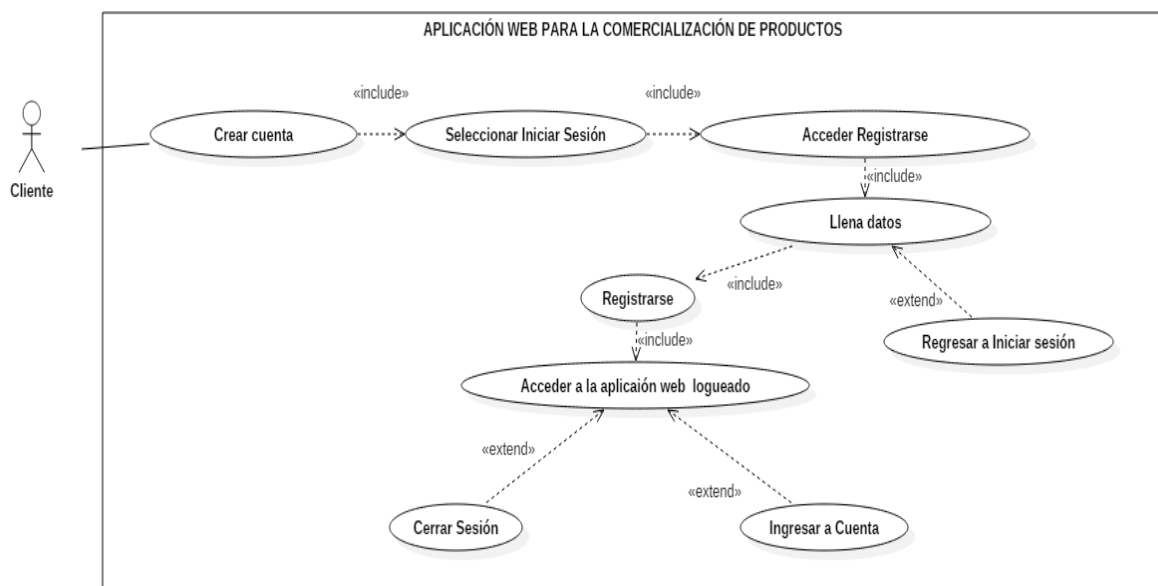 APLICACIÓN WEB PARA LA COMERCIALIZACIÓN DE PRODUCTOS
«include»
«include»
Crear cuenta
Seleccionar Iniciar Sesión
Acceder Registrarse
Cliente
«include»
Llena datos
«include»
Registrarse
«extend»
«include»
Regresar a Iniciar sesión
Acceder a la aplicaión web logueado
«extend»
«extend»
Cerrar Sesión
Ingresar a Cuenta